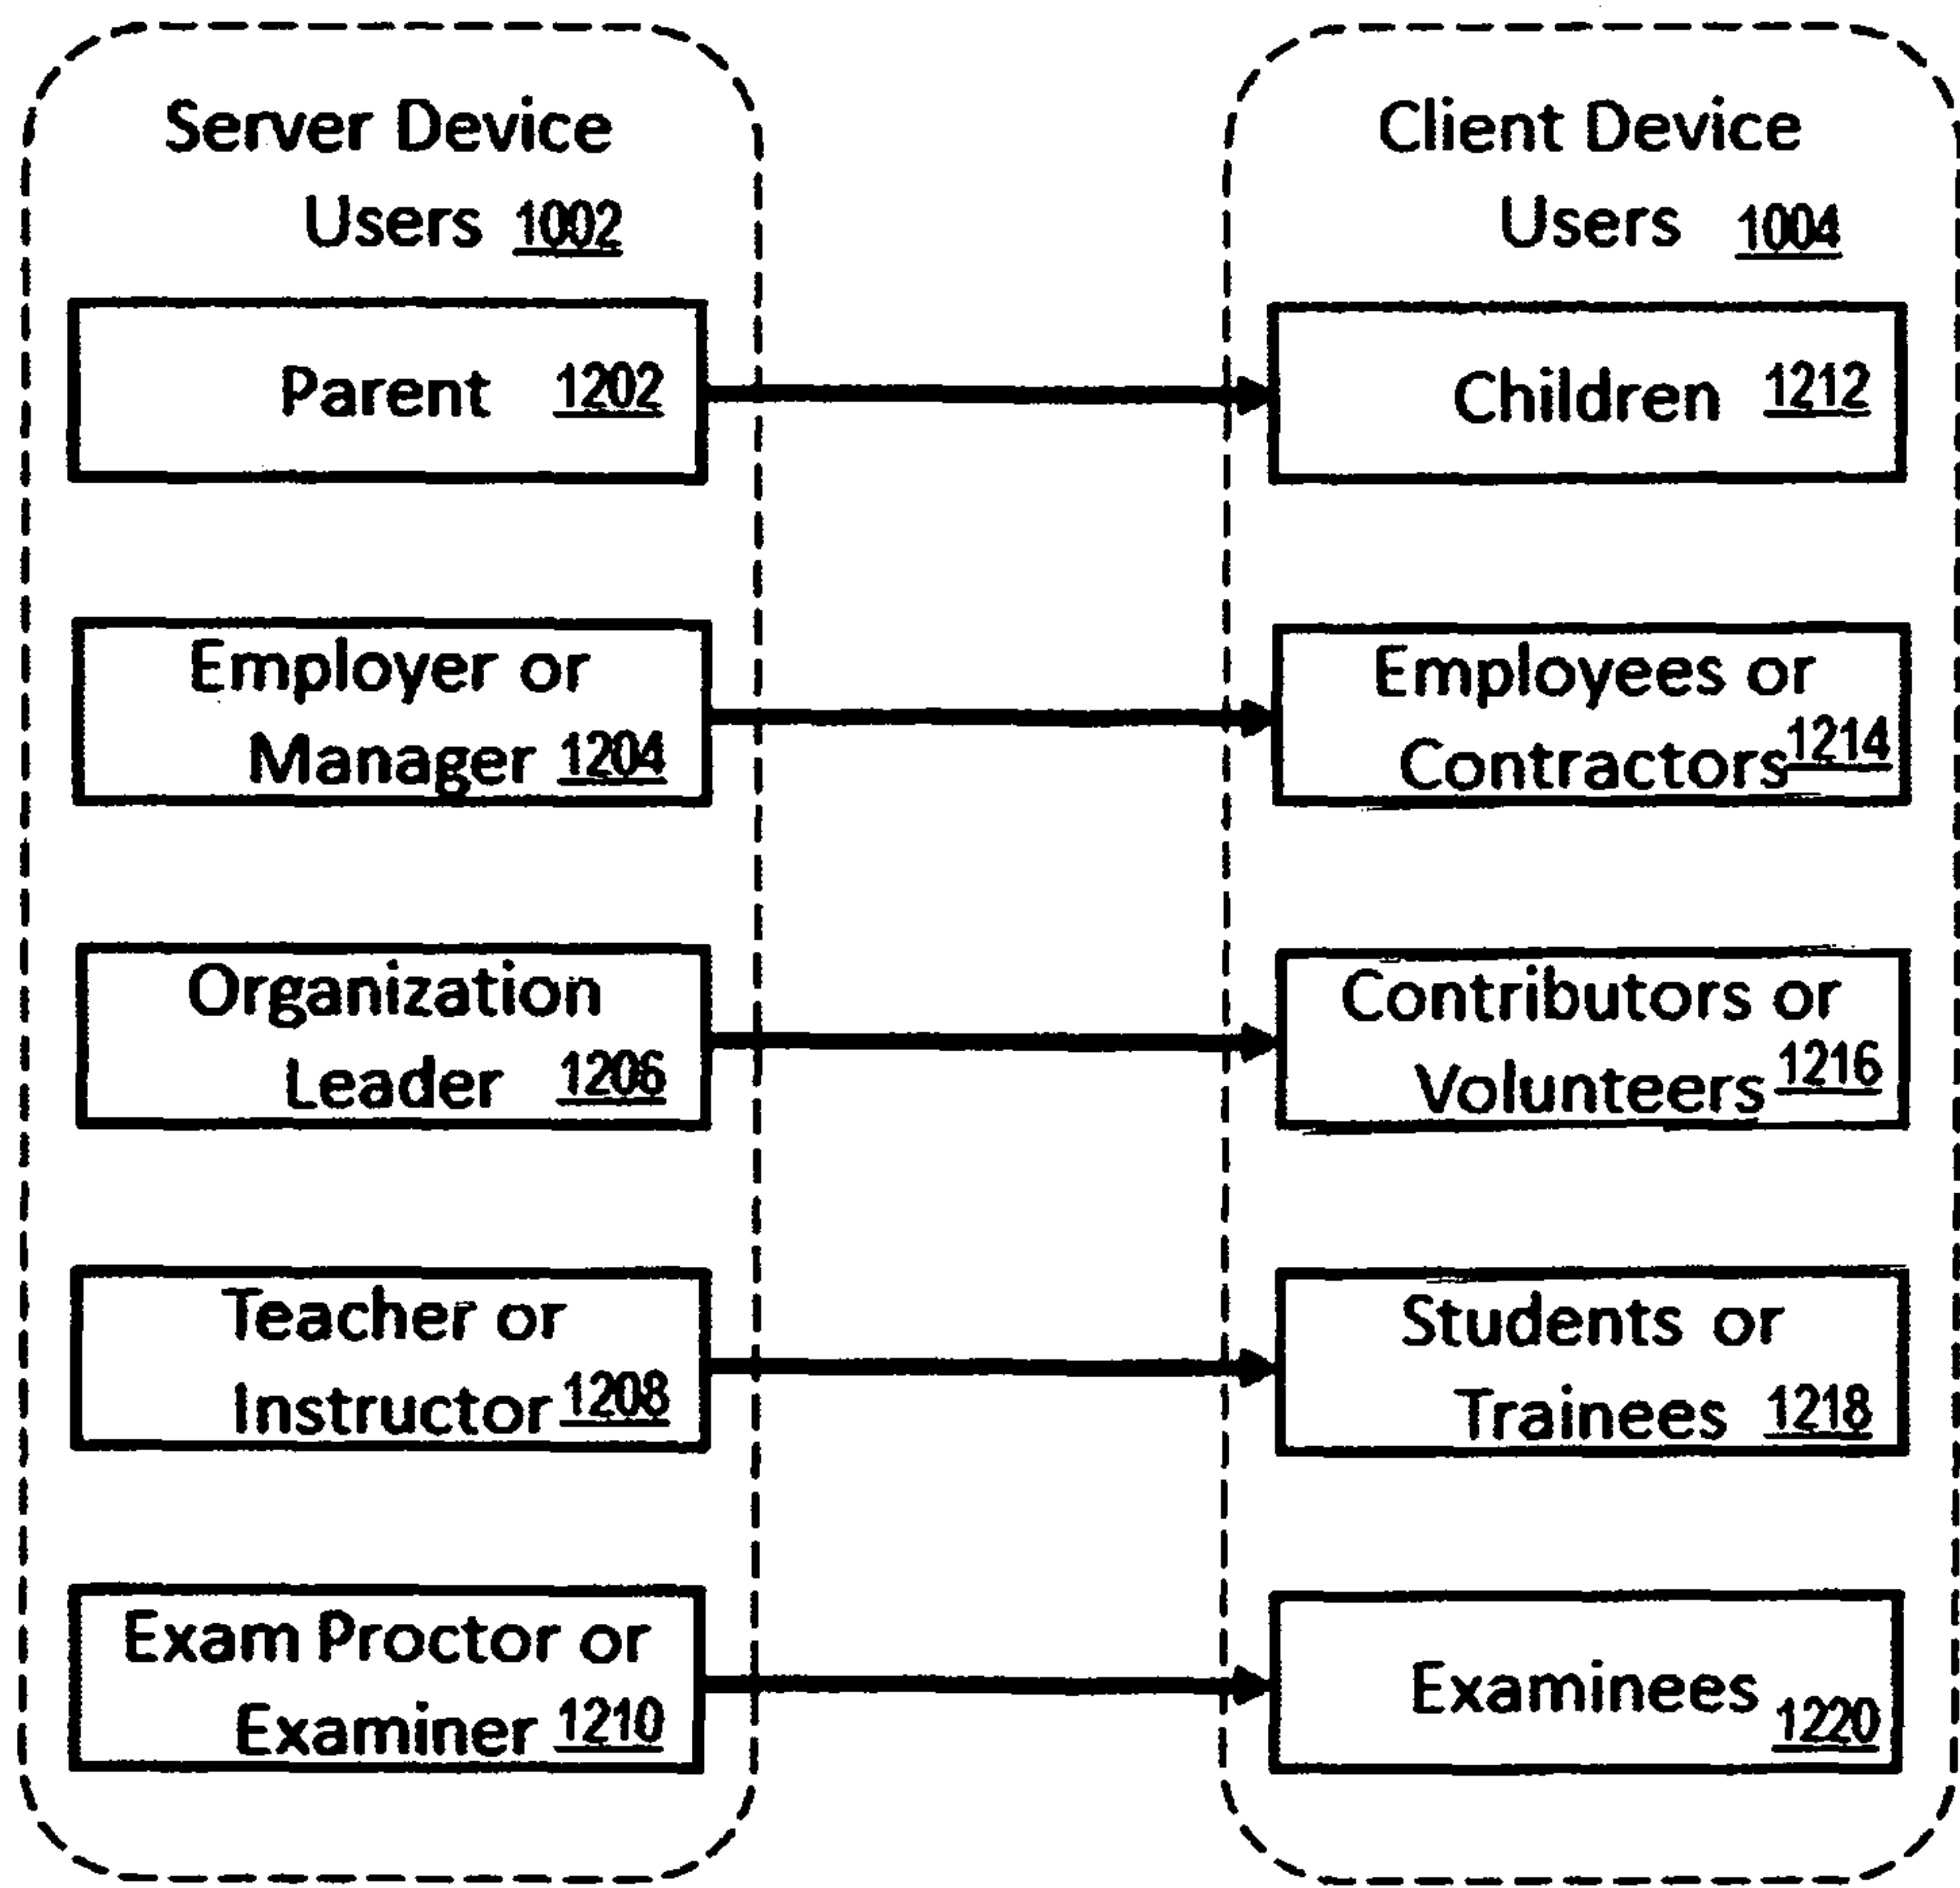 Server Device
Users 1002
Parent 1202
Employer or
Manager 1204
Organization
Leader 1206
Teacher or
Instructor 1208
Exam Proctor or
Examiner 1210
Client Device
Users 1004
Children 1212
Employees or
Contractors 1214
Contributors or
Volunteers 1216
Students or
Trainees 1218
Examinees 1220